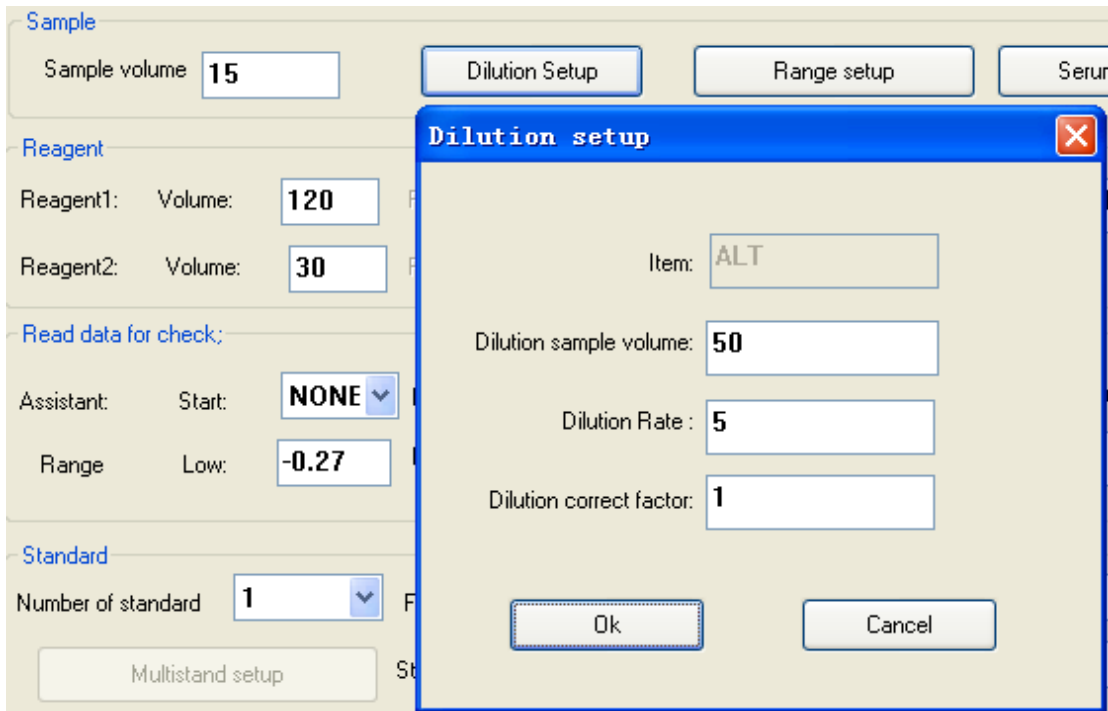 Sample
Sample volume 15 Dilution Setup Range setup
Dilution setup
Reagent
Reagent1: Volume: 120
Reagent2: Volume: 30
Item: ALT
Read data for check;
Dilution sample volume: 50
Assistant: Start: NONE
Dilution Rate : 5
Range Low: -0.27
Dilution correct factor: 1
Standard
Number of standard 1
Ok Cancel
Multistand setup